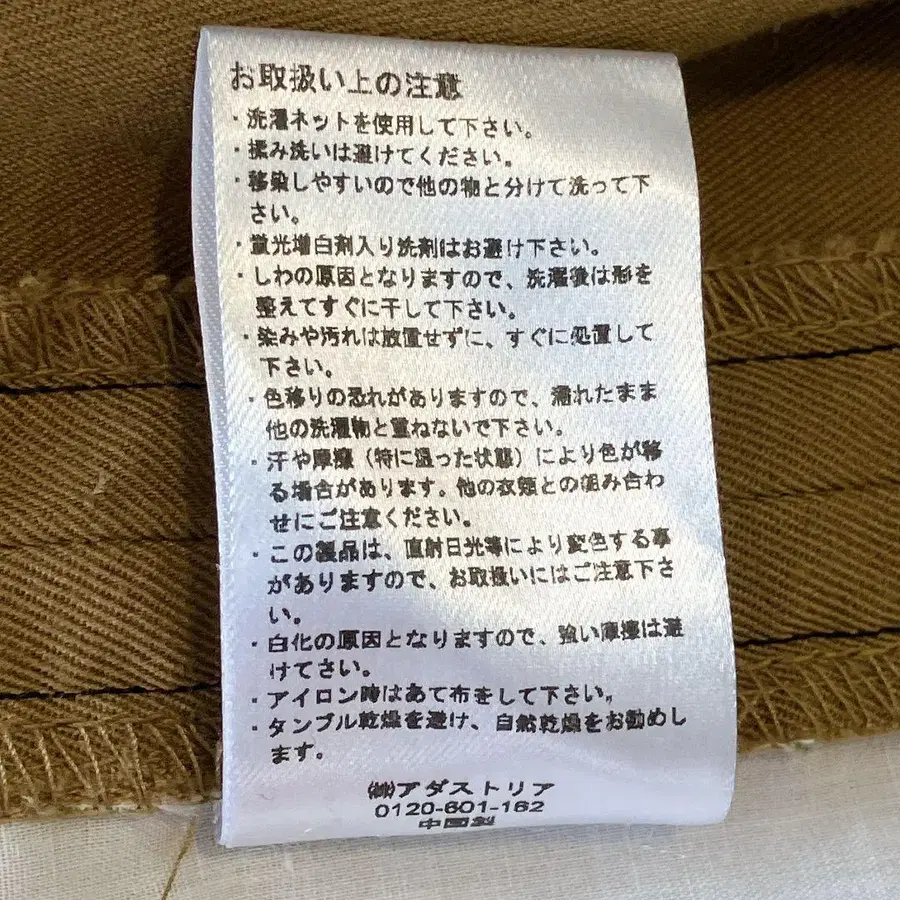 お取扱い上の注意
・洗濯ネットを使用して下さい。
・揉み洗いは避けてください。
・移染しやすいので他の物と分けて洗って下
さい。
・蛍光増白剤入り洗剤はお避け下さい。
・しわの原因となりますので、洗濯後は形を
整えてすぐに干して下さい。
・染みや汚れは放置せずに、すぐに処置して
下さい。
・色移りの恐れがありますので、濡れたまま
他の洗濯物と重ねないで下さい。
・汗や摩擦（特に湿った状態）により色が移
る場合があります。他の衣類との組み合わ
せにご注意ください。
・この製品は、直射日光等により変色する事
がありますので、お取扱いにはご注意下さ
い。
・白化の原因となりますので、強い摩擦は避
けてさい。
・アイロン時はあて布をして下さい。
・タンブル乾燥を避け、自然乾燥をお勧めし
ます。
㈱アダストリア
0120-601-162
中国製